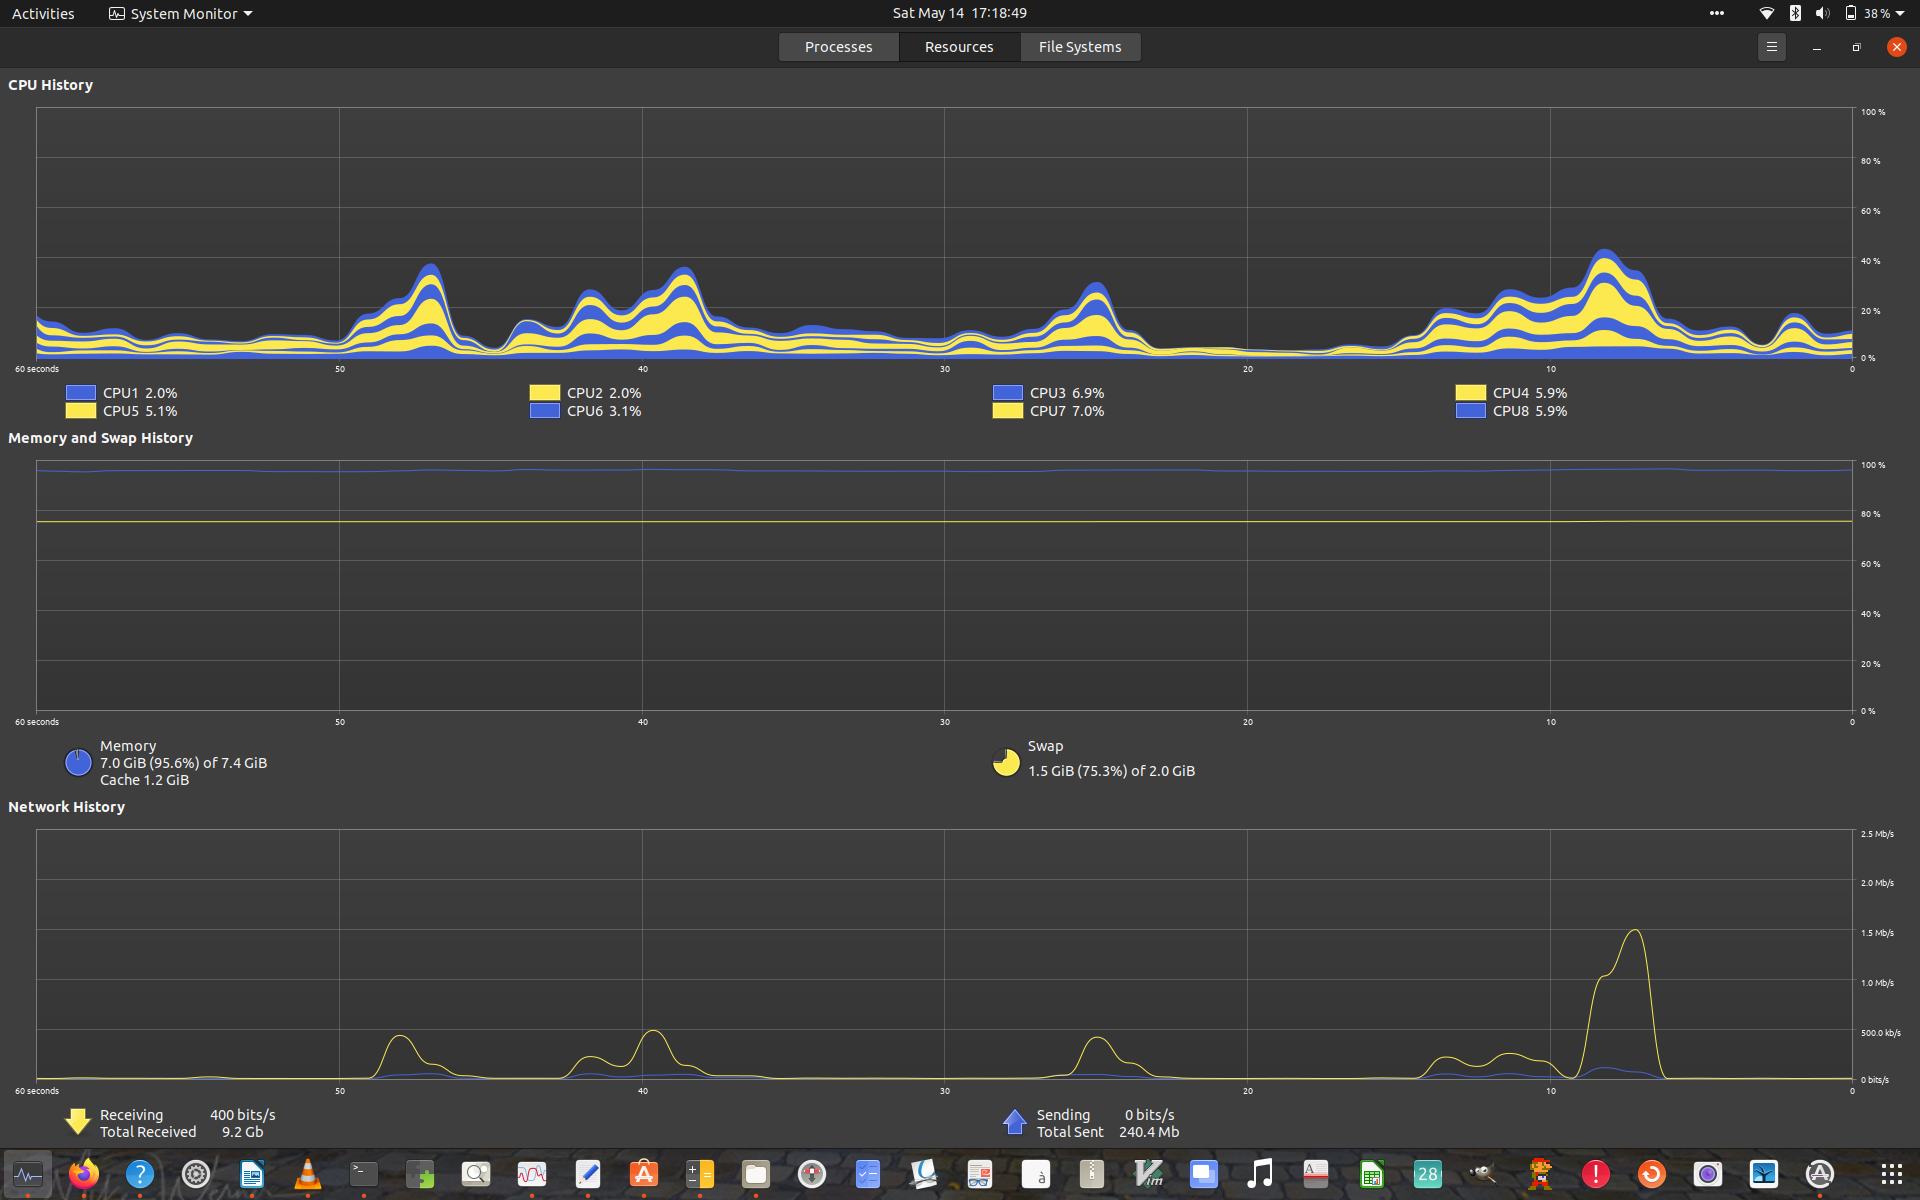 Activities
System Monitor
Sat May 14 17:18:49
38 %
Processes
Resources
File Systems
CPU History
100 %
80 %
60 %
40 %
20 %
0 %
60 seconds
50
40
30
20
10
0
CPU1 2.0%
CPU2 2.0%
CPU3 6.9%
CPU4 5.9%
CPU5 5.1%
CPU6 3.1%
CPU7 7.0%
CPU8 5.9%
Memory and Swap History
100 %
80 %
60 %
40 %
20 %
0 %
60 seconds
50
40
30
20
10
0
Memory
7.0 GiB (95.6%) of 7.4 GiB
Cache 1.2 GiB
Swap
1.5 GiB (75.3%) of 2.0 GiB
Network History
2.5 Mb/s
2.0 Mb/s
1.5 Mb/s
1.0 Mb/s
500.0 kb/s
0 bits/s
60 seconds
50
40
30
20
10
0
Receiving 400 bits/s
Total Received 9.2 Gb
Sending 0 bits/s
Total Sent 240.4 Mb
28